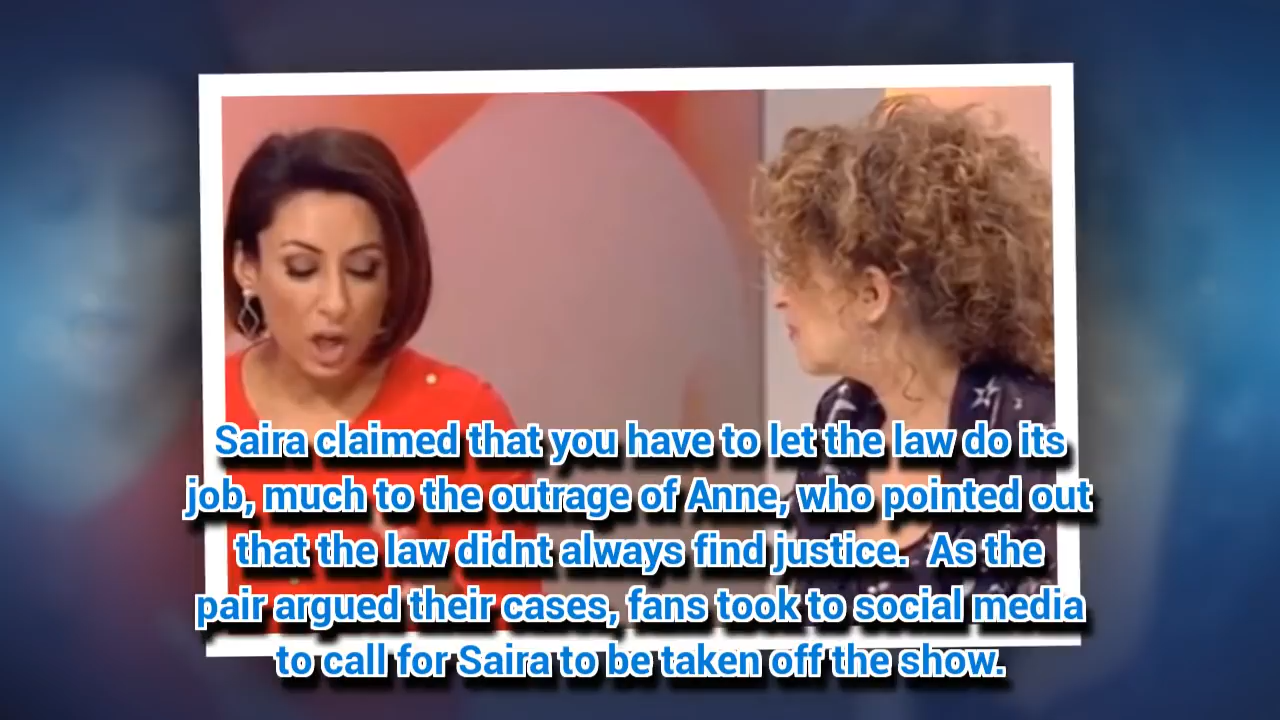 Saira claimed that you have to let the law do its
job, much to the outrage of Anne, who pointed out
that the law didnt always find justice.  As the
pair argued their cases, fans took to social media
to call for Saira to be taken off the show.